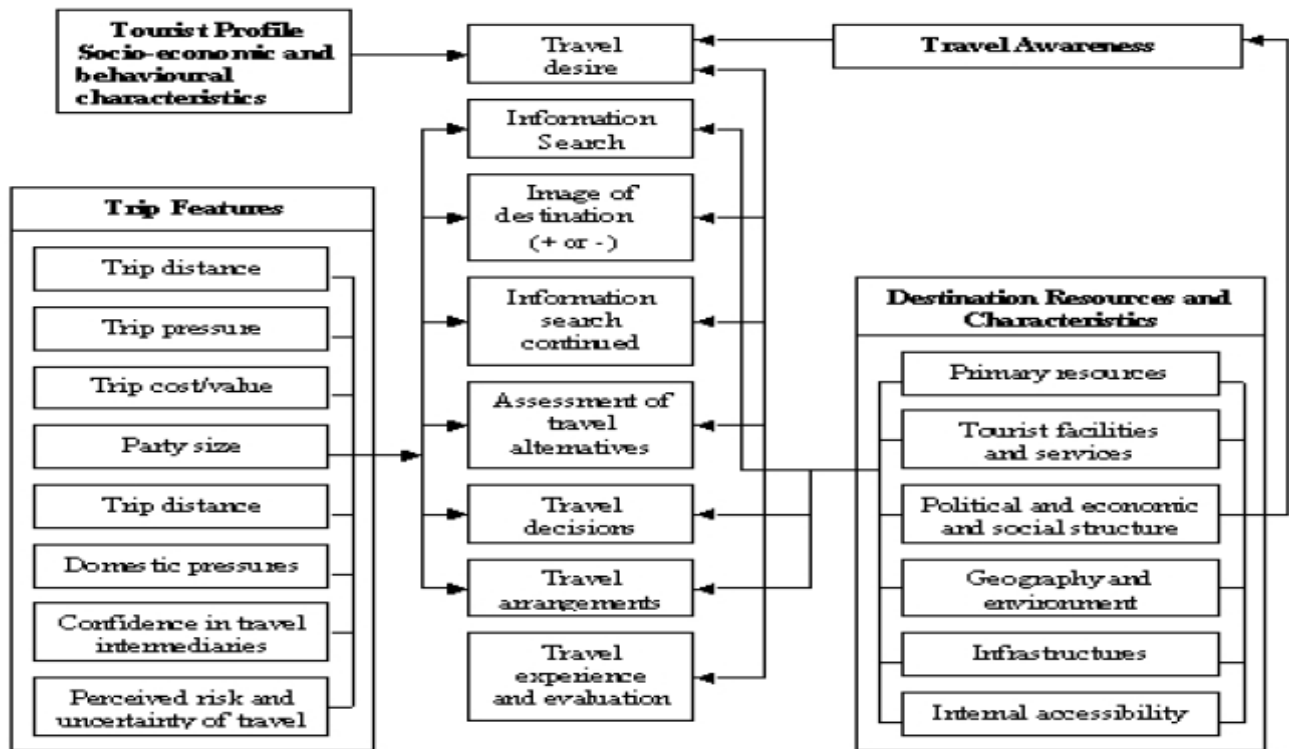 Tourist Profile
Socio-economic and
behavioural
characteristics
Travel
desire
Travel Awareness
Information
Search
Trip Features
Image of
destination
(+ or -)
Trip distance
Trip pressure
Trip cost/value
Party size
Trip distance
Domestic pressures
Confidence in travel
intermediaries
Perceived risk and
uncertainty of travel
Information
search
continued
Assessment of
travel
alternatives
Travel
decisions
Travel
arrangements
Travel
experience
and evaluation
Destination Resources and
Characteristics
Primary resources
Tourist facilities
and services
Political and economic
and social structure
Geography and
environment
Infrastructures
Internal accessibility